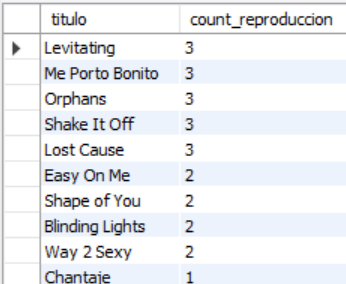 titulo count_reproduccion
Levitating 3
Me Porto Bonito 3
Orphans 3
Shake It Off 3
Lost Cause 3
Easy On Me 2
Shape of You 2
Blinding Lights 2
Way 2 Sexy 2
Chantaje 1